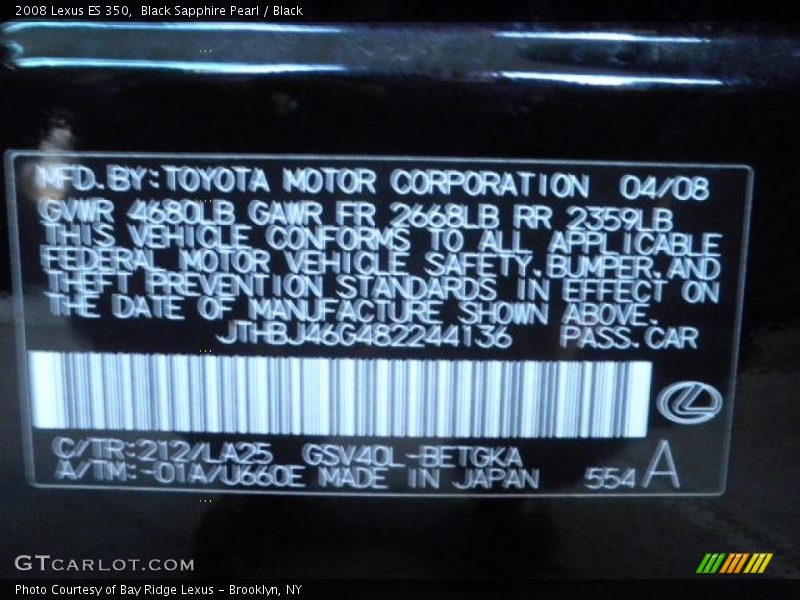 2008 Lexus ES 350,  Black Sapphire Pearl / Black
MFD.BY:TOYOTA MOTOR CORPORATION 04/08
GVWR 4680LB GAWR FR 2668LB RR 2359LB
THIS VEHICLE CONFORMS TO ALL APPLICABLE
FEDERAL MOTOR VEHICLE SAFETY,BUMPER,AND
THEFT PREVENTION STANDARDS IN EFFECT ON
THE DATE OF MANUFACTURE SHOWN ABOVE.
JTHBJ46G482244136 PASS.CAR
C/TR:212/LA25 GSV40L-BETGKA
A/TM:-01A/U660E MADE IN JAPAN 554 A
GTCARLOT.COM
Photo Courtesy of Bay Ridge Lexus - Brooklyn, NY